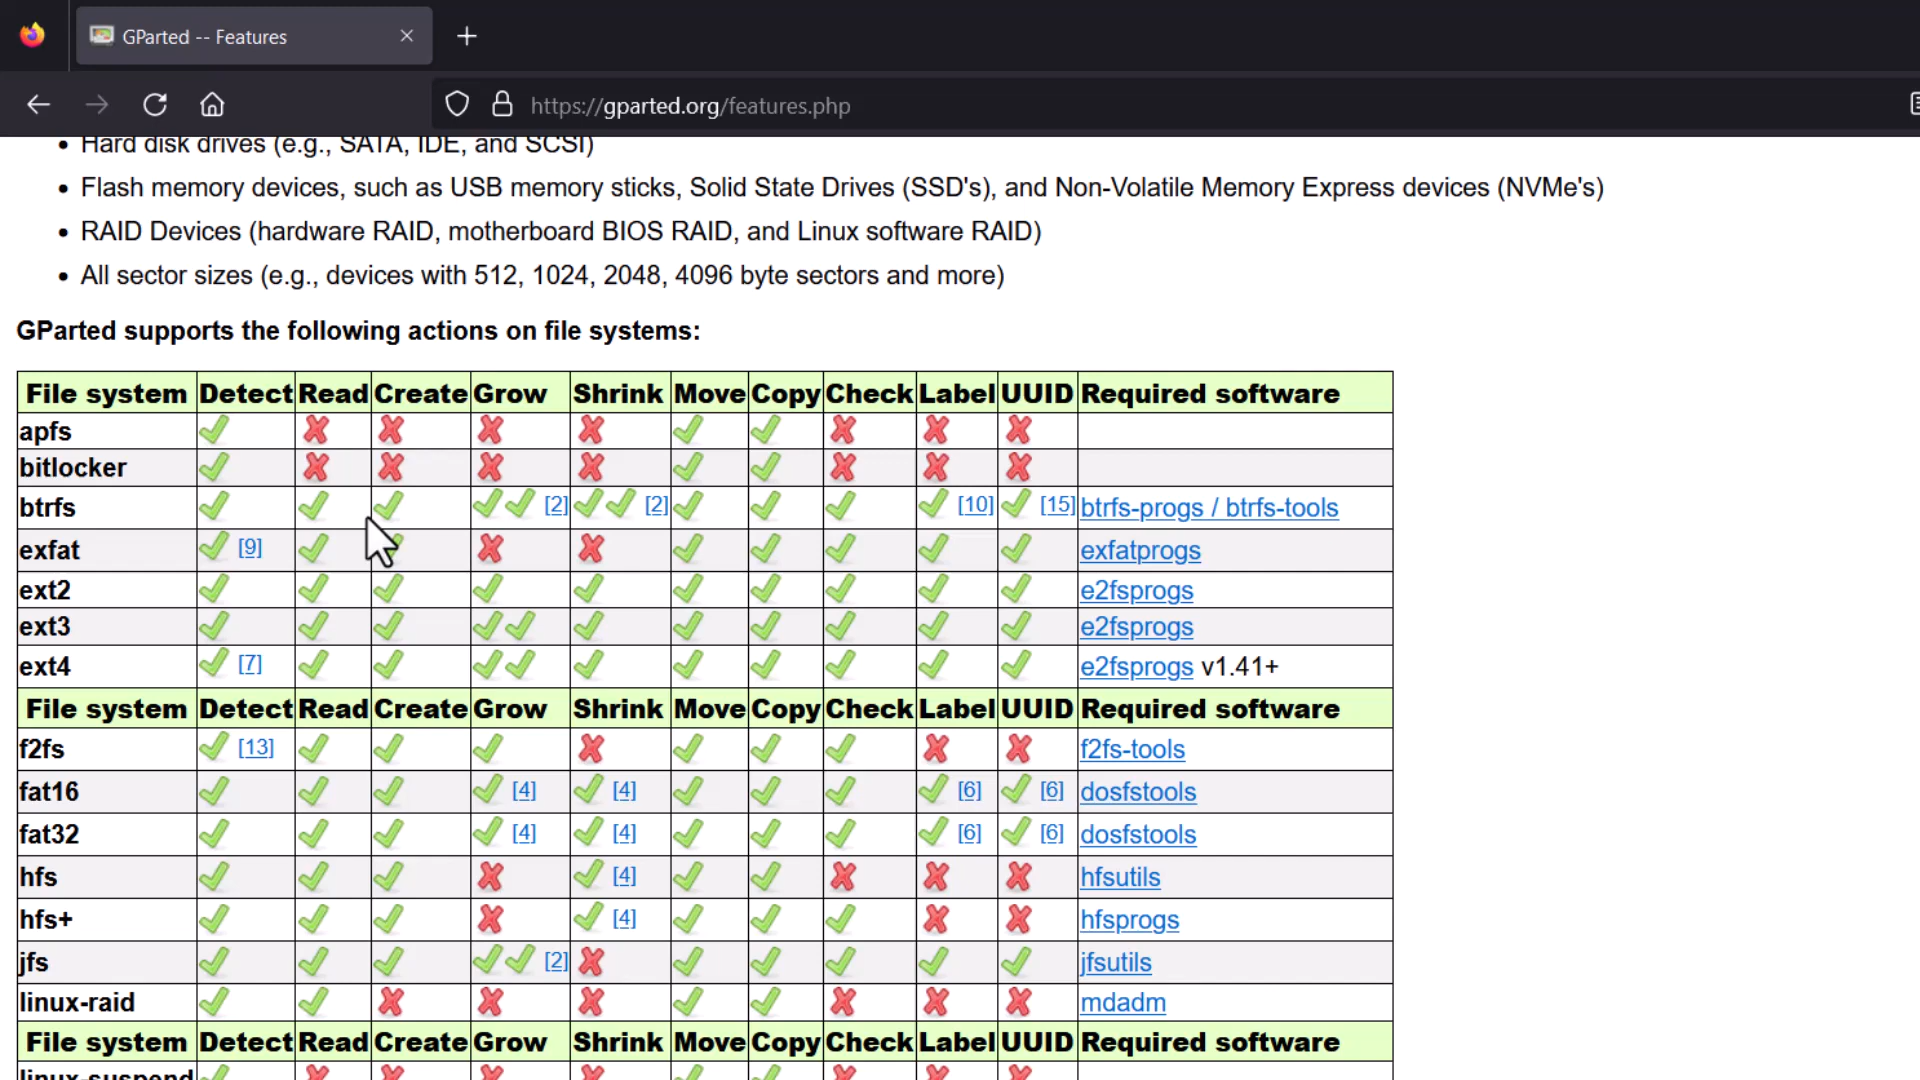 GParted -- Features
https://gparted.org/features.php
Hard disk drives (e.g., SATA, IDE, and SCSI)
Flash memory devices, such as USB memory sticks, Solid State Drives (SSD's), and Non-Volatile Memory Express devices (NVMe's)
RAID Devices (hardware RAID, motherboard BIOS RAID, and Linux software RAID)
All sector sizes (e.g., devices with 512, 1024, 2048, 4096 byte sectors and more)
GParted supports the following actions on file systems:
File system Detect Read Create Grow Shrink Move Copy Check Label UUID Required software
apfs
bitlocker
btrfs [2] [2] [10] [15] btrfs-progs / btrfs-tools
exfat [9] exfatprogs
ext2 e2fsprogs
ext3 e2fsprogs
ext4 [7] e2fsprogs v1.41+
File system Detect Read Create Grow Shrink Move Copy Check Label UUID Required software
f2fs [13] f2fs-tools
fat16 [4] [4] [6] [6] dosfstools
fat32 [4] [4] [6] [6] dosfstools
hfs [4] hfsutils
hfs+ [4] hfsprogs
jfs [2] jfsutils
linux-raid mdadm
File system Detect Read Create Grow Shrink Move Copy Check Label UUID Required software
linux-suspend